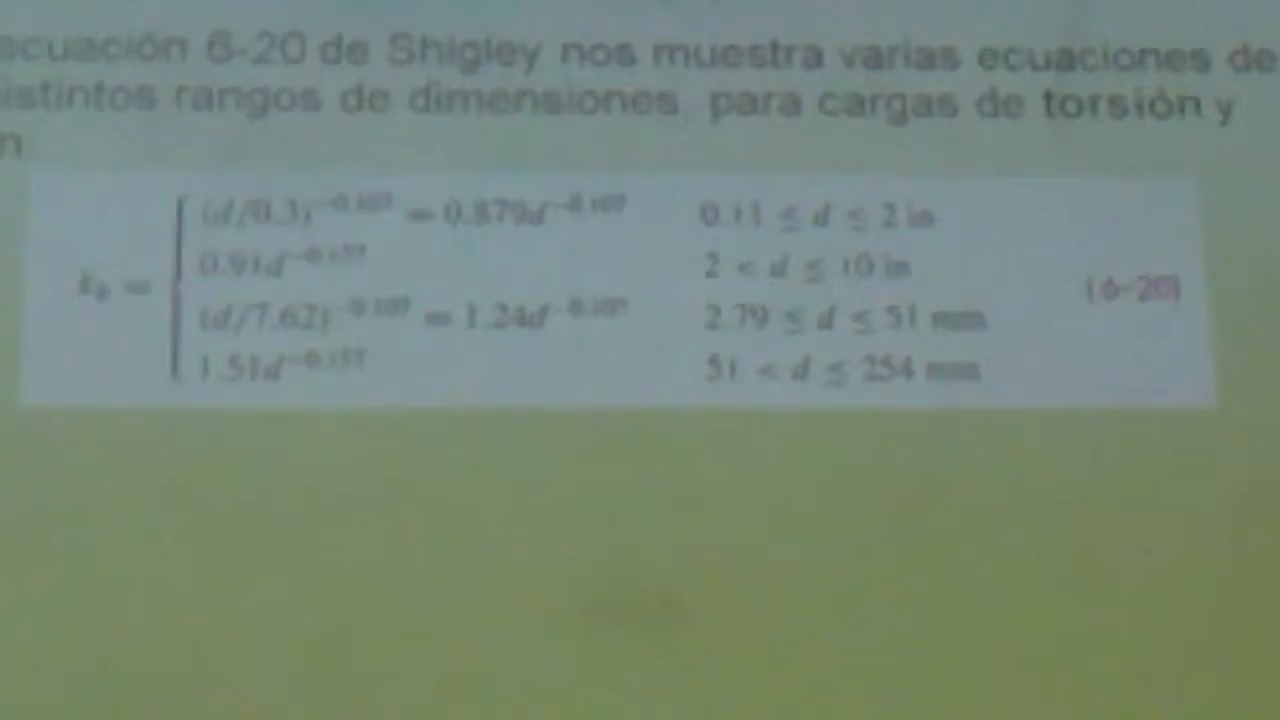 ecuación 6-20 de Shigley nos muestra varias ecuaciones de
istintos rangos de dimensiones para cargas de torsión y
n
k_b =
(d/0.3)^−0.107 = 0.879d^−0.107 0.11 ≤ d ≤ 2 in
0.91d^−0.157 2 < d ≤ 10 in
(d/7.62)^−0.107 = 1.24d^−0.107 2.79 ≤ d ≤ 51 mm
1.51d^−0.157 51 < d ≤ 254 mm
(6-20)